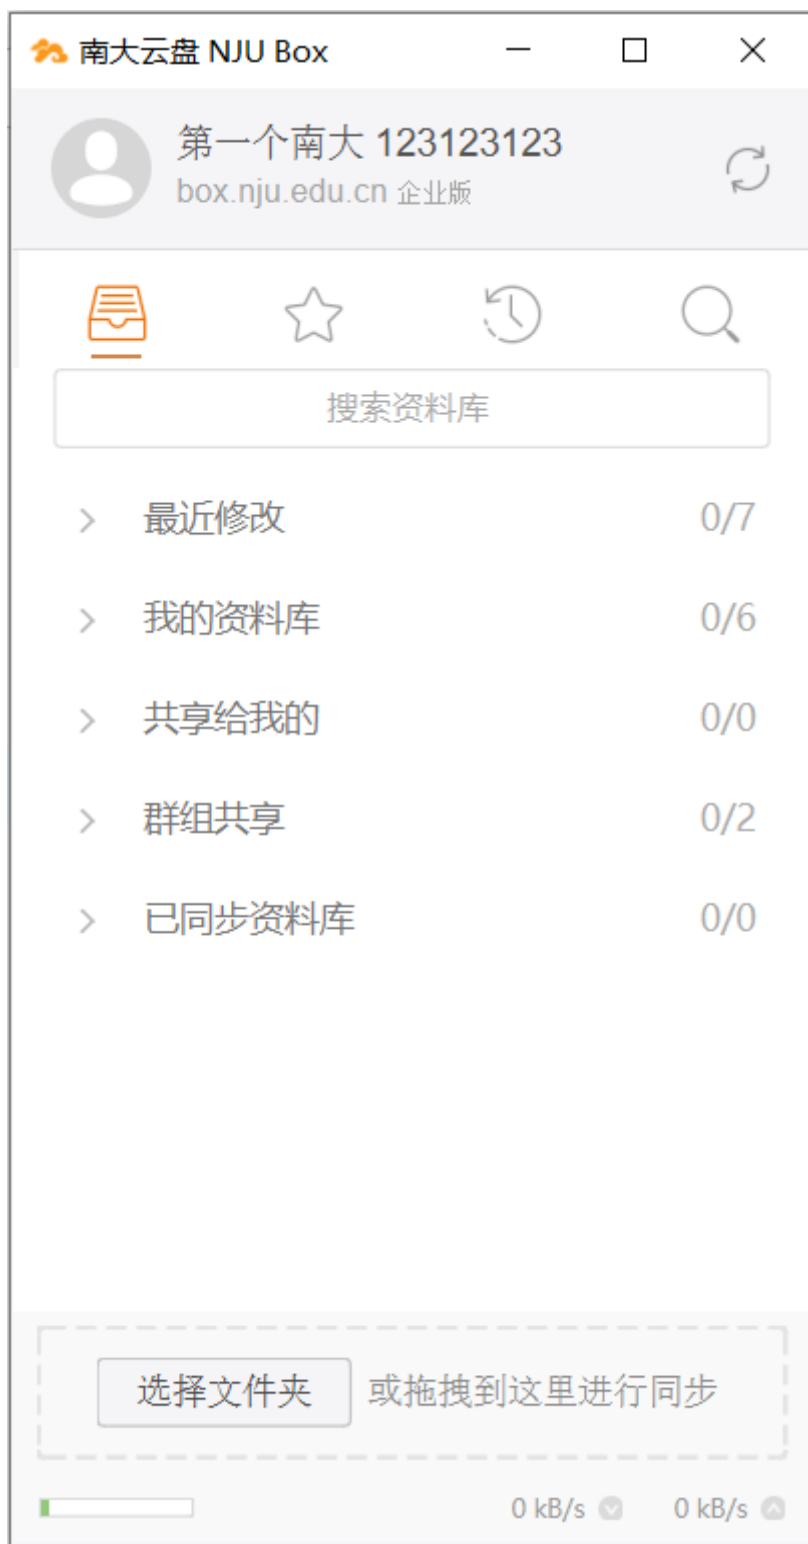 南大云盘 NJU Box
第一个南大 123123123
box.nju.edu.cn 企业版
搜索资料库
最近修改 0/7
我的资料库 0/6
共享给我的 0/0
群组共享 0/2
已同步资料库 0/0
选择文件夹 或拖拽到这里进行同步
0 kB/s 0 kB/s